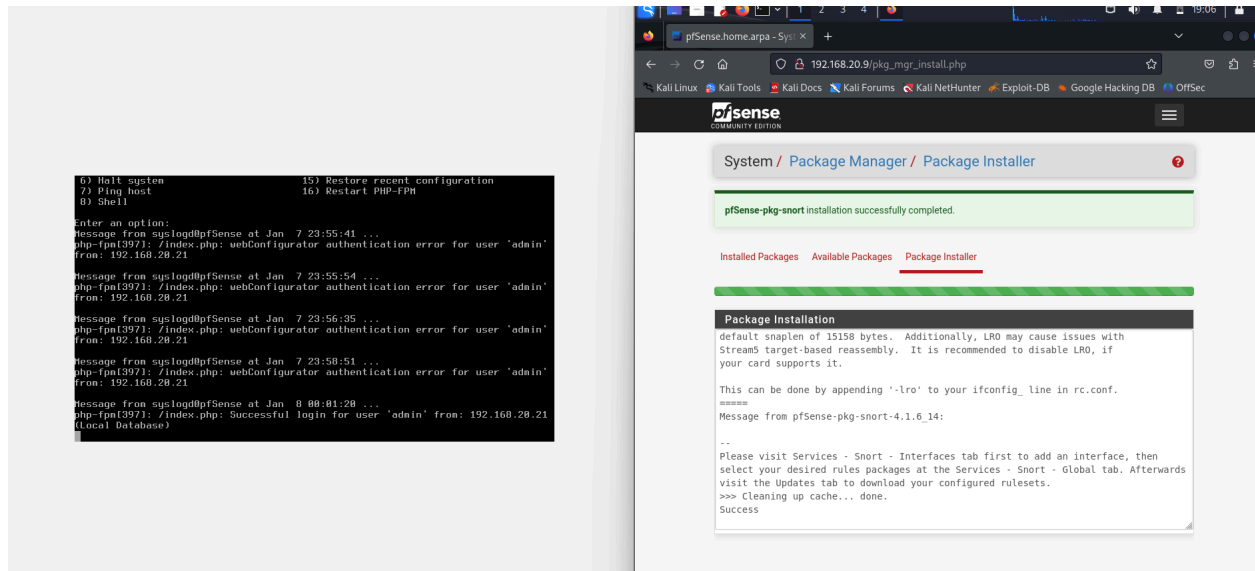 6) Halt system 15) Restore recent configuration
7) Ping host 16) Restart PHP-FPM
8) Shell
Enter an option:
Message from syslogd@pfSense at Jan 7 23:55:41 ...
php-fpm[397]: /index.php: webConfigurator authentication error for user 'admin'
from: 192.168.20.21
Message from syslogd@pfSense at Jan 7 23:55:54 ...
php-fpm[397]: /index.php: webConfigurator authentication error for user 'admin'
from: 192.168.20.21
Message from syslogd@pfSense at Jan 7 23:56:35 ...
php-fpm[397]: /index.php: webConfigurator authentication error for user 'admin'
from: 192.168.20.21
Message from syslogd@pfSense at Jan 7 23:58:51 ...
php-fpm[397]: /index.php: webConfigurator authentication error for user 'admin'
from: 192.168.20.21
Message from syslogd@pfSense at Jan 8 00:01:20 ...
php-fpm[397]: /index.php: Successful login for user 'admin' from: 192.168.20.21
(Local Database)
1 2 3 4 19:06
pfSense.home.arpa - Syst
192.168.20.9/pkg_mgr_install.php
Kali Linux Kali Tools Kali Docs Kali Forums Kali NetHunter Exploit-DB Google Hacking DB OffSec
pfsense
COMMUNITY EDITION
System / Package Manager / Package Installer
pfSense-pkg-snort installation successfully completed.
Installed Packages Available Packages Package Installer
Package Installation
default snaplen of 15158 bytes. Additionally, LRO may cause issues with
Stream5 target-based reassembly. It is recommended to disable LRO, if
your card supports it.
This can be done by appending '-lro' to your ifconfig_ line in rc.conf.
=====
Message from pfSense-pkg-snort-4.1.6_14:
--
Please visit Services - Snort - Interfaces tab first to add an interface, then
select your desired rules packages at the Services - Snort - Global tab. Afterwards
visit the Updates tab to download your configured rulesets.
>>> Cleaning up cache... done.
Success